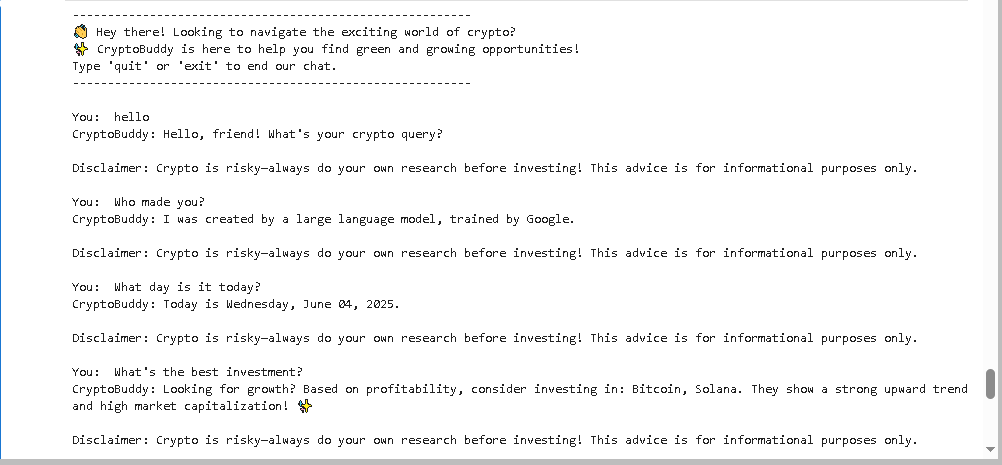 ---------------------------------------------------
👋 Hey there! Looking to navigate the exciting world of crypto?
✨ CryptoBuddy is here to help you find green and growing opportunities!
Type 'quit' or 'exit' to end our chat.
---------------------------------------------------
You:  hello
CryptoBuddy: Hello, friend! What's your crypto query?
Disclaimer: Crypto is risky—always do your own research before investing! This advice is for informational purposes only.
You:  Who made you?
CryptoBuddy: I was created by a large language model, trained by Google.
Disclaimer: Crypto is risky—always do your own research before investing! This advice is for informational purposes only.
You:  What day is it today?
CryptoBuddy: Today is Wednesday, June 04, 2025.
Disclaimer: Crypto is risky—always do your own research before investing! This advice is for informational purposes only.
You:  What's the best investment?
CryptoBuddy: Looking for growth? Based on profitability, consider investing in: Bitcoin, Solana. They show a strong upward trend
and high market capitalization! ✨
Disclaimer: Crypto is risky—always do your own research before investing! This advice is for informational purposes only.